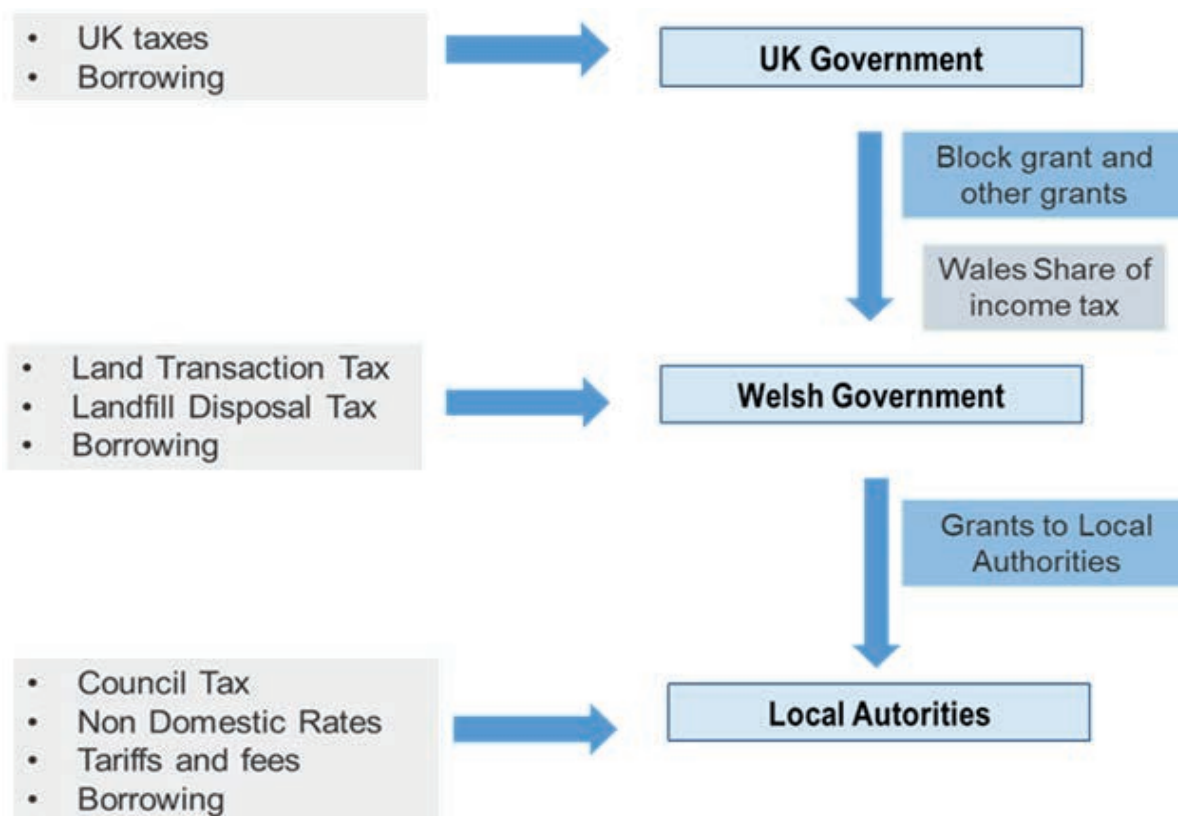 • UK taxes
• Borrowing
UK Government
Block grant and
other grants
Wales Share of
income tax
• Land Transaction Tax
• Landfill Disposal Tax
• Borrowing
Welsh Government
Grants to Local
Authorities
• Council Tax
• Non Domestic Rates
• Tariffs and fees
• Borrowing
Local Autorities